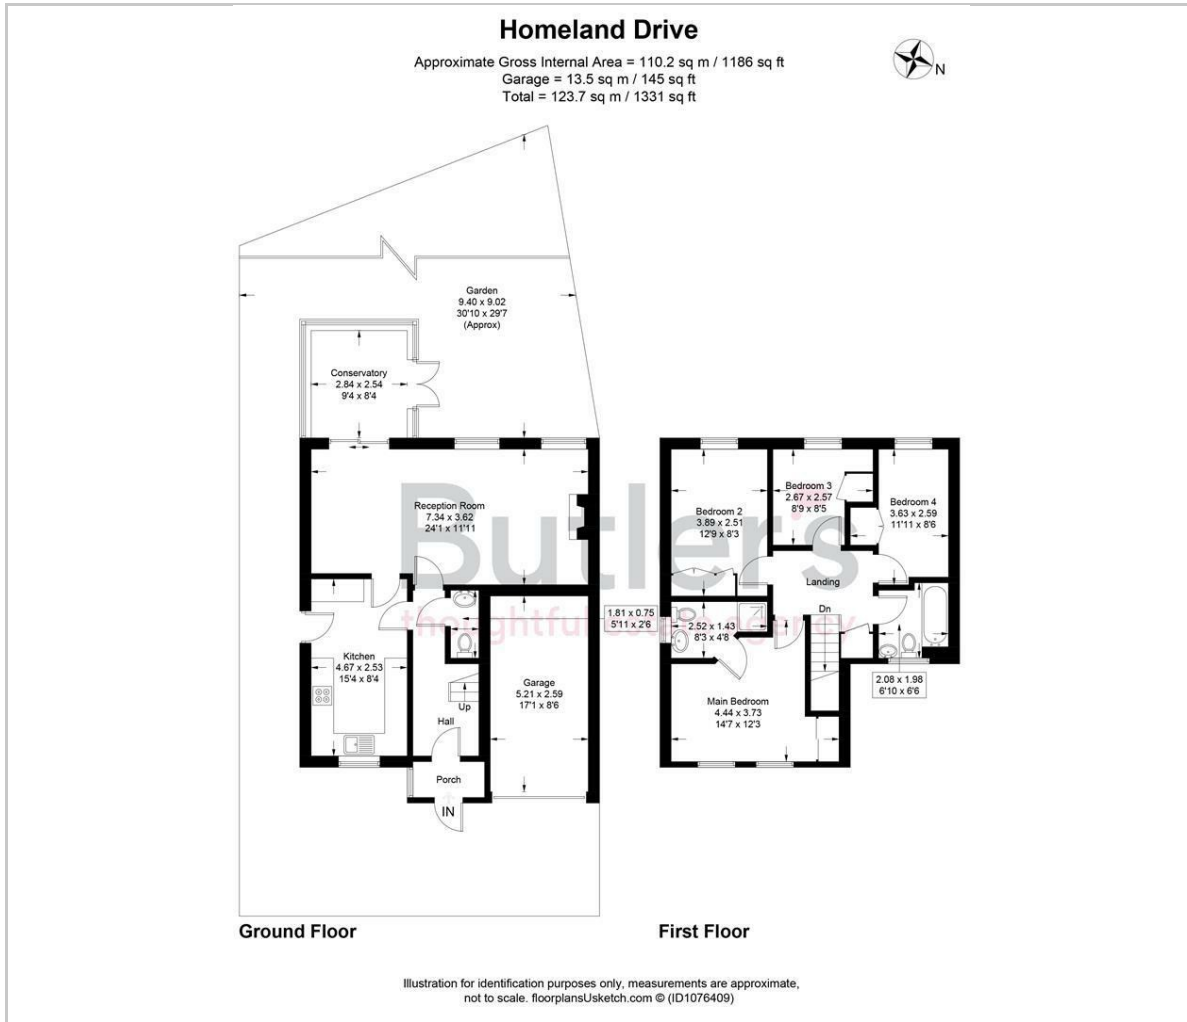 Homeland Drive
Approximate Gross Internal Area = 110.2 sq m / 1186 sq ft
Garage = 13.5 sq m / 145 sq ft
Total = 123.7 sq m / 1331 sq ft
N
Garden
9.40 x 9.02
30'10 x 29'7
(Approx)
Conservatory
2.84 x 2.54
9'4 x 8'4
Reception Room
7.34 x 3.62
24'1 x 11'11
Kitchen
4.67 x 2.53
15'4 x 8'4
Up
Hall
Porch
IN
Garage
5.21 x 2.59
17'1 x 8'6
1.81 x 0.75
5'11 x 2'6
Bedroom 2
3.89 x 2.51
12'9 x 8'3
Bedroom 3
2.67 x 2.57
8'9 x 8'5
Bedroom 4
3.63 x 2.59
11'11 x 8'6
Landing
Dn
2.52 x 1.43
8'3 x 4'8
2.08 x 1.98
6'10 x 6'6
Main Bedroom
4.44 x 3.73
14'7 x 12'3
Butler's
thoughtful estate agency
Ground Floor
First Floor
Illustration for identification purposes only, measurements are approximate,
not to scale. floorplansUsketch.com © (ID1076409)